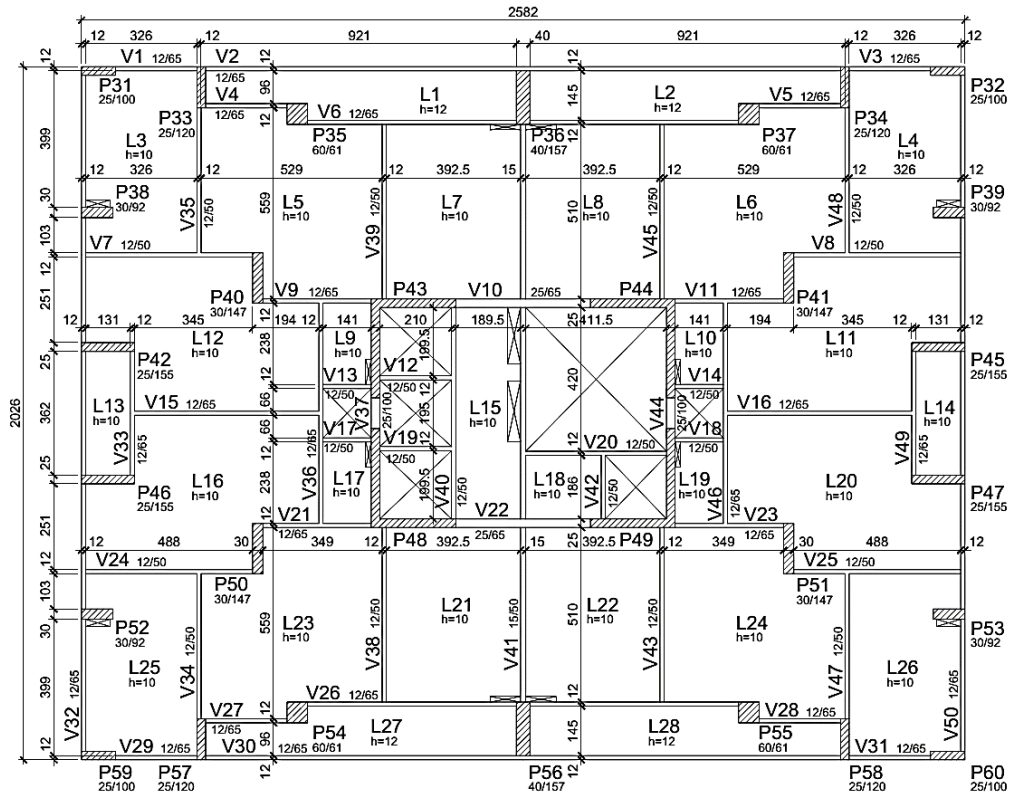 2582
12 326 12 921 40 921 12 326 12
V1 12/65 V2 V3 12/65
12 12/65 12 12
P31 25/100 V4 96 L1 h=12 145 L2 h=12 V5 12/65 P32 25/100
12/65 V6 12/65
P33 25/120 12 P34 25/120
399 L3 h=10 P35 60/61 P36 40/157 12 P37 60/61 L4 h=10
12 326 12 529 12 392.5 15 392.5 12 529 12 326 12
P38 30/92 L5 h=10 L7 h=10 L8 h=10 L6 h=10 P39 30/92
30 V35 12/50 559 V39 12/50 510 V45 12/50 V48 12/50
103 V7 12/50 V8 12/50
12
251 P40 30/147 V9 12/65 P43 V10 25/65 P44 V11 12/65 P41 30/147
12 131 12 345 194 12 141 210 189.5 25 411.5 141 12 194 345 12 131 12
L12 h=10 12 238 L9 h=10 199.5 L10 h=10 L11 h=10
25 P42 25/155 V13 V12 420 V14 P45 25/155
12 12/50 12/50 12 12/50
2026 362 L13 h=10 V15 12/65 66 V37 25/100 195 L15 h=10 V44 25/100 V16 12/65 L14 h=10
V33 12/65 66 V17 V19 12 V20 12/50 V18 V49 12/65
12 12/50 12/50 12 12/50
25 L16 h=10 V36 12/65 L17 h=10 V40 12/50 L18 h=10 V42 12/50 L19 h=10 V46 12/65 L20 h=10
P46 25/155 238 199.5 186 P47 25/155
251 12 V21 12/65 V22 25/65 12 V23 12/65
12 488 30 349 12 P48 392.5 15 25 392.5 P49 12 349 30 488 12
V24 12/50 V25 12/50
103 P50 30/147 P51 30/147
30 P52 30/92 559 L23 h=10 V38 12/50 L21 h=10 V41 15/50 510 L22 h=10 V43 12/50 L24 h=10 P53 30/92
399 V32 12/65 L25 h=10 V34 12/50 V47 12/50 L26 h=10 V50 12/65
V26 12/65 12
V27 12/65 12 L27 h=12 L28 h=12 V28 12/65
12 V29 12/65 V30 96 12/65 P54 60/61 145 P55 60/61 V31 12/65
P59 25/100 P57 25/120 12 P56 40/157 12 P58 25/120 P60 25/100